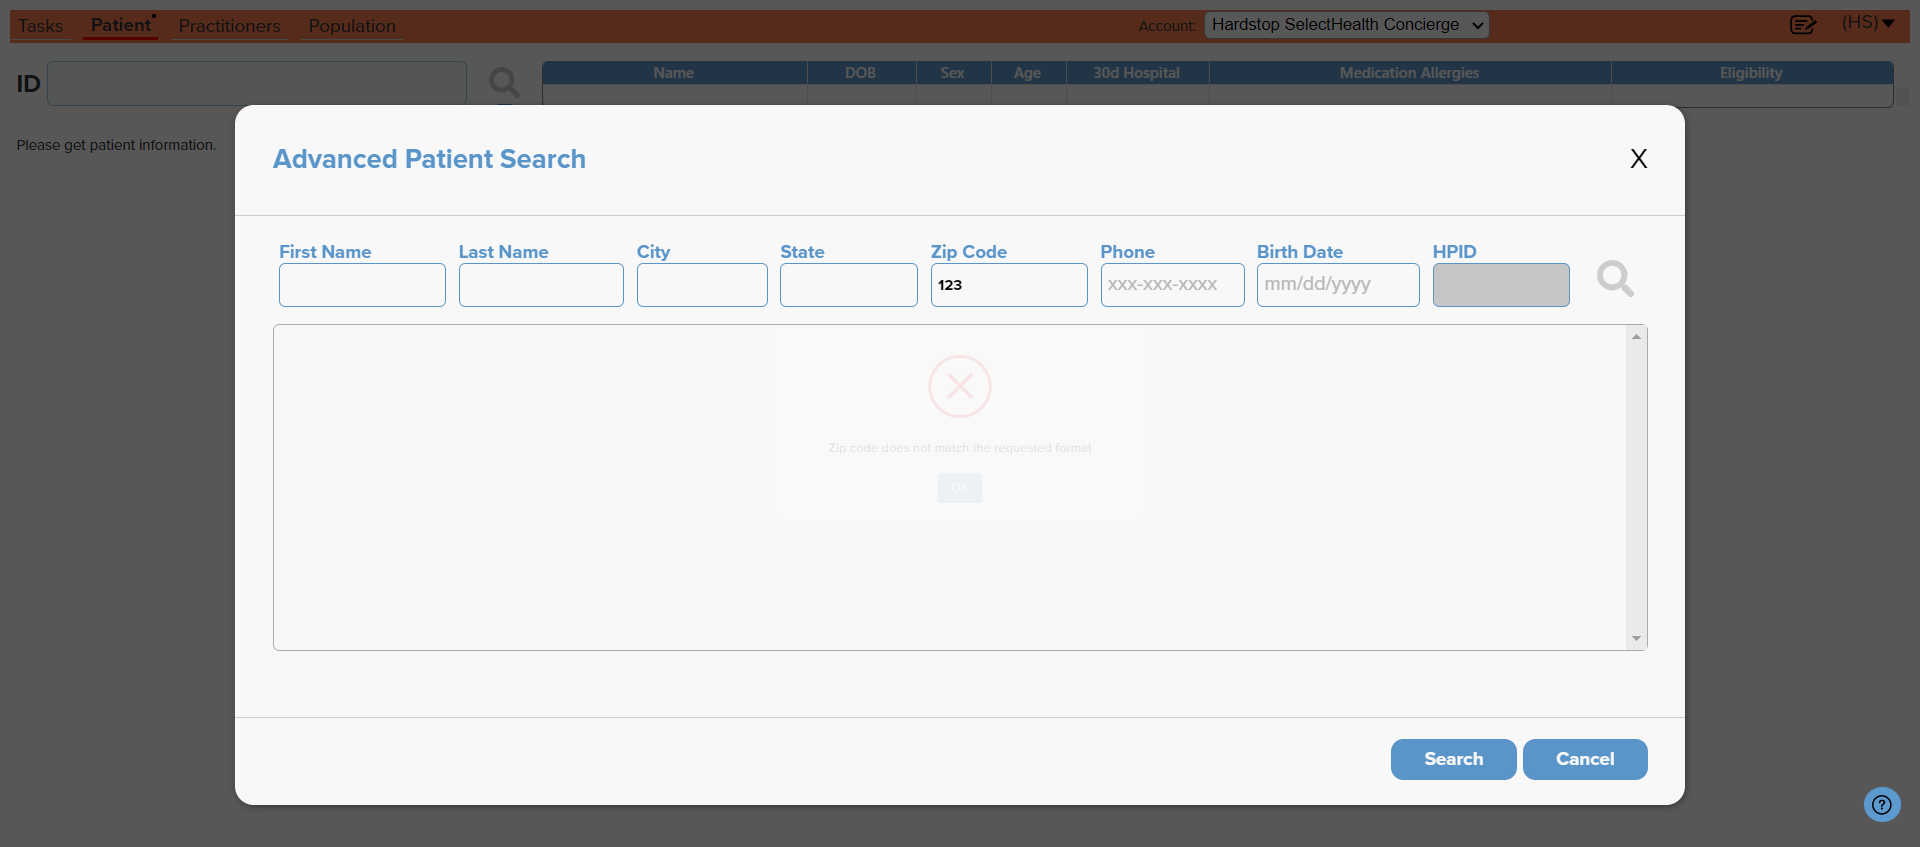 Tasks Patient Practitioners Population Account: Hardstop SelectHealth Concierge (HS)
ID Name DOB Sex Age 30d Hospital Medication Allergies Eligibility
Please get patient information.
Advanced Patient Search X
First Name Last Name City State Zip Code Phone Birth Date HPID
123 xxx-xxx-xxxx mm/dd/yyyy
Zip code does not match the requested format
OK
Search Cancel
?